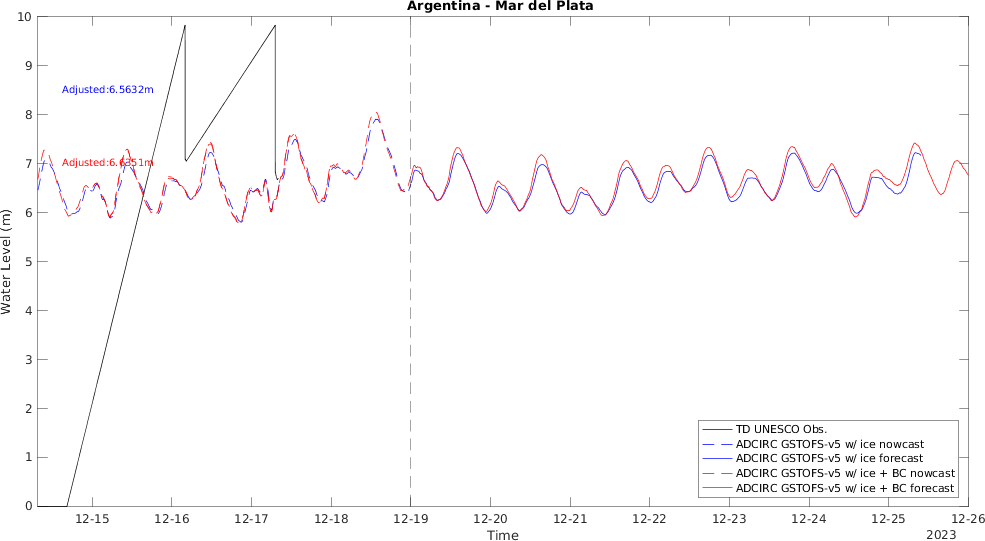 Argentina - Mar del Plata
10
9
8
7
6
5
4
3
2
1
0
Water Level (m)
Adjusted:6.5632m
Adjusted:6.6351m
TD UNESCO Obs.
ADCIRC GSTOFS-v5 w/ ice nowcast
ADCIRC GSTOFS-v5 w/ ice forecast
ADCIRC GSTOFS-v5 w/ ice + BC nowcast
ADCIRC GSTOFS-v5 w/ ice + BC forecast
12-15 12-16 12-17 12-18 12-19 12-20 12-21 12-22 12-23 12-24 12-25 12-26
Time
2023